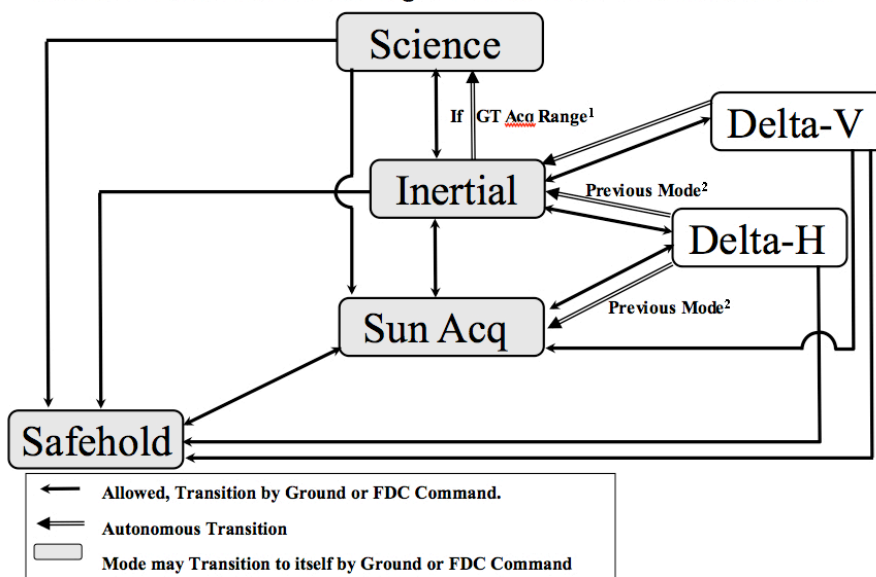 Science
If GT Acq Range1
Delta-V
Inertial
Previous Mode2
Delta-H
Previous Mode2
Sun Acq
Safehold
Allowed, Transition by Ground or FDC Command.
Autonomous Transition
Mode may Transition to itself by Ground or FDC Command